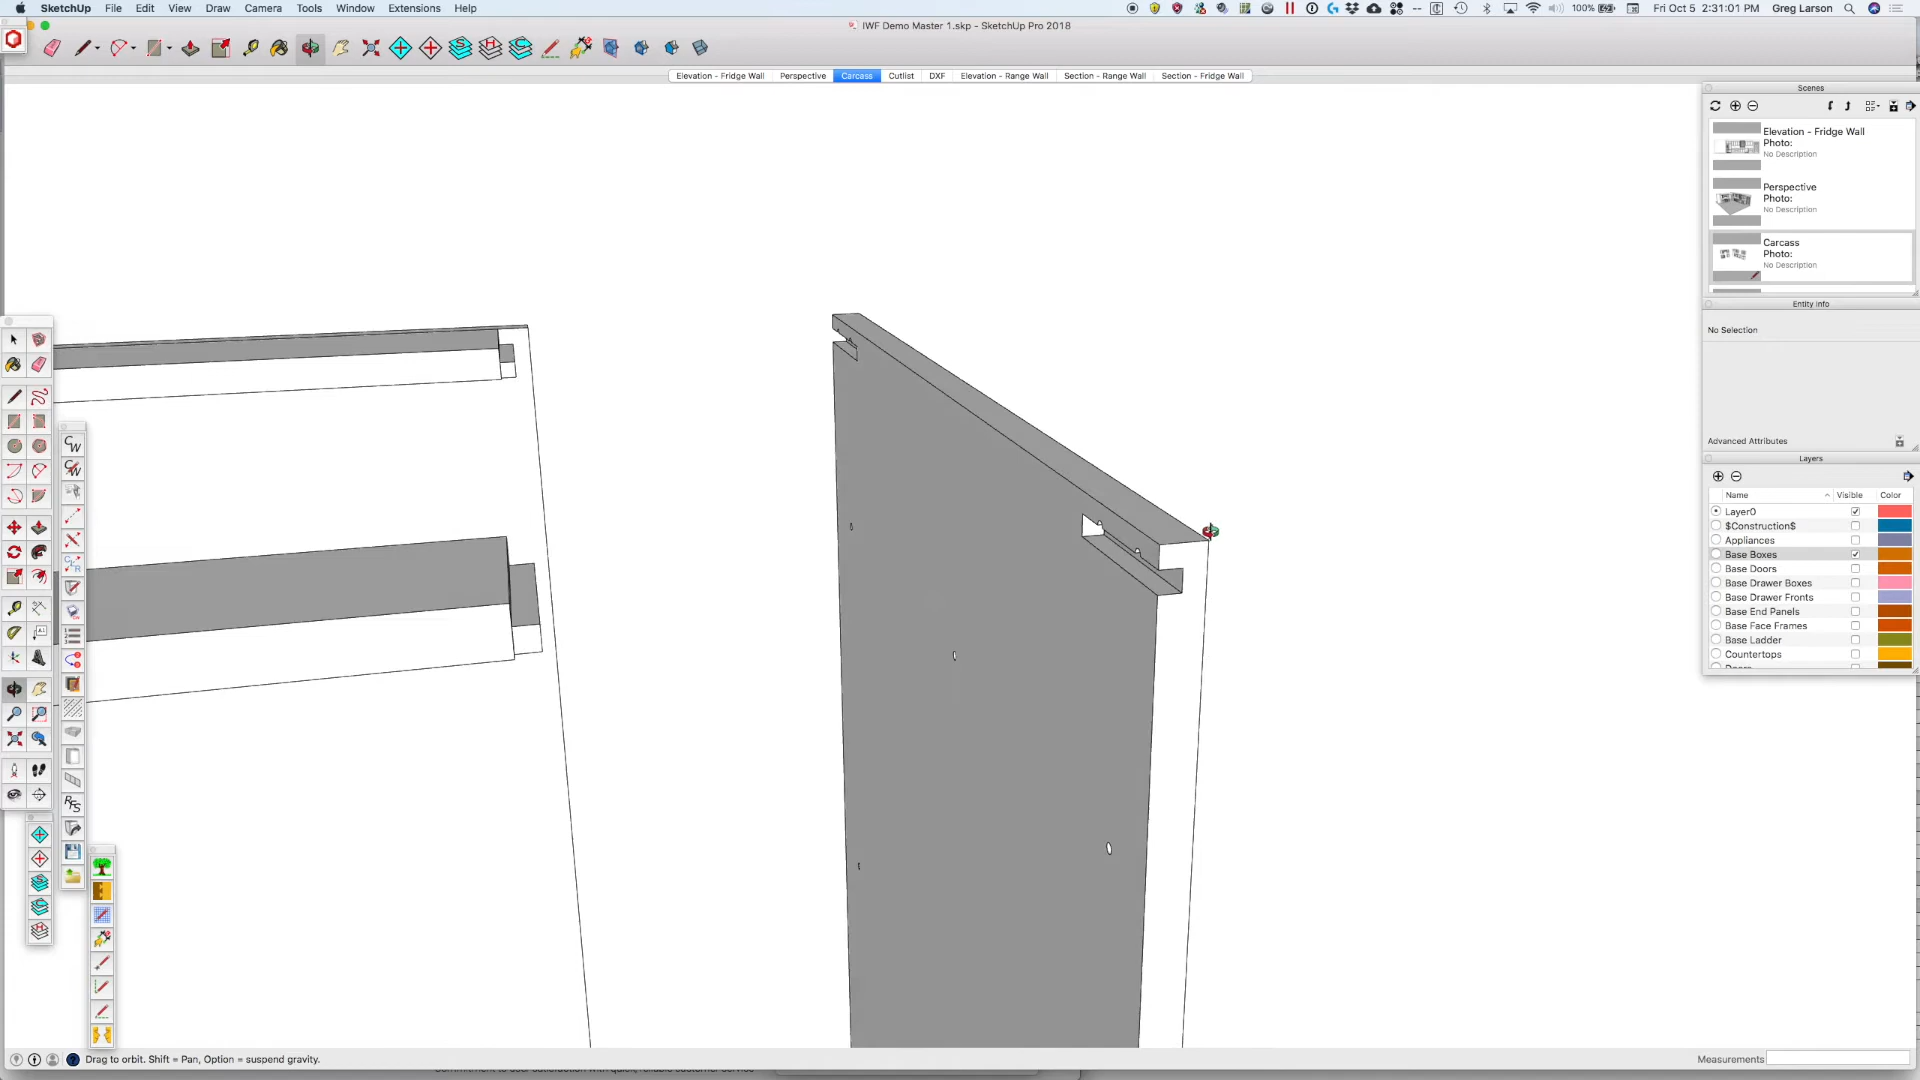 SketchUp File Edit View Draw Camera Tools Window Extensions Help
100% Fri Oct 5 2:31:01 PM Greg Larson
IWF Demo Master 1.skp - SketchUp Pro 2018
Elevation - Fridge Wall Perspective Carcass Cutlist DXF Elevation - Range Wall Section - Range Wall Section - Fridge Wall
Scenes
Elevation - Fridge Wall
Photo:
No Description
Perspective
Photo:
No Description
Carcass
Photo:
No Description
Entity Info
No Selection
Advanced Attributes
Layers
Name Visible Color
Layer0
$Construction$
Appliances
Base Boxes
Base Doors
Base Drawer Boxes
Base Drawer Fronts
Base End Panels
Base Face Frames
Base Ladder
Countertops
CW
CW
RFS
Drag to orbit. Shift = Pan, Option = suspend gravity.
Measurements